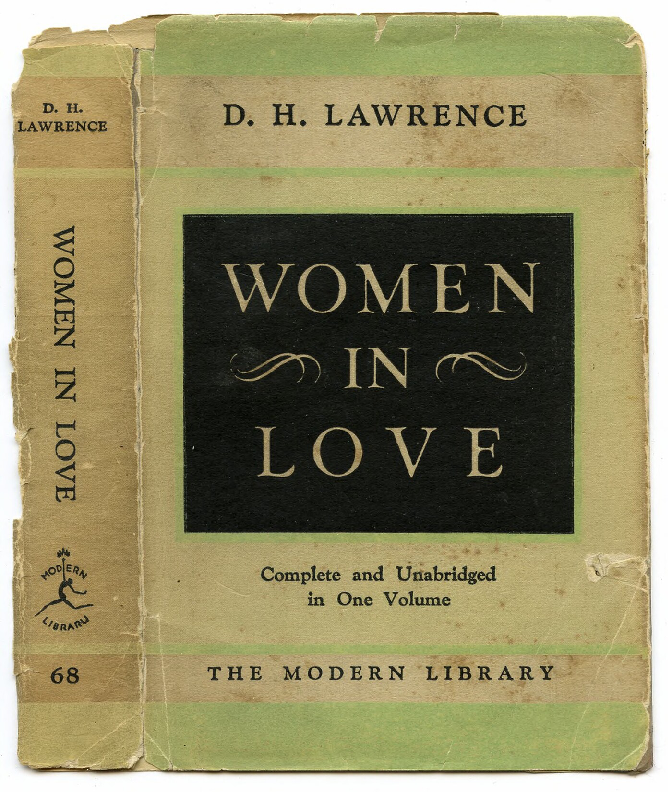 D. H.
LAWRENCE
WOMEN IN LOVE
MODERN
LIBRARY
68
D. H. LAWRENCE
WOMEN
IN
LOVE
Complete and Unabridged
in One Volume
THE MODERN LIBRARY